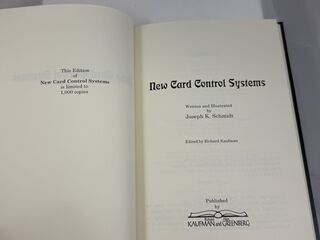 This Edition
of
New Card Control Systems
is limited to
1,000 copies
New Card Control Systems
Written and Illustrated
by
Joseph K. Schmidt
Edited by Richard Kaufman
Published
by
KAUFMAN and GREENBERG